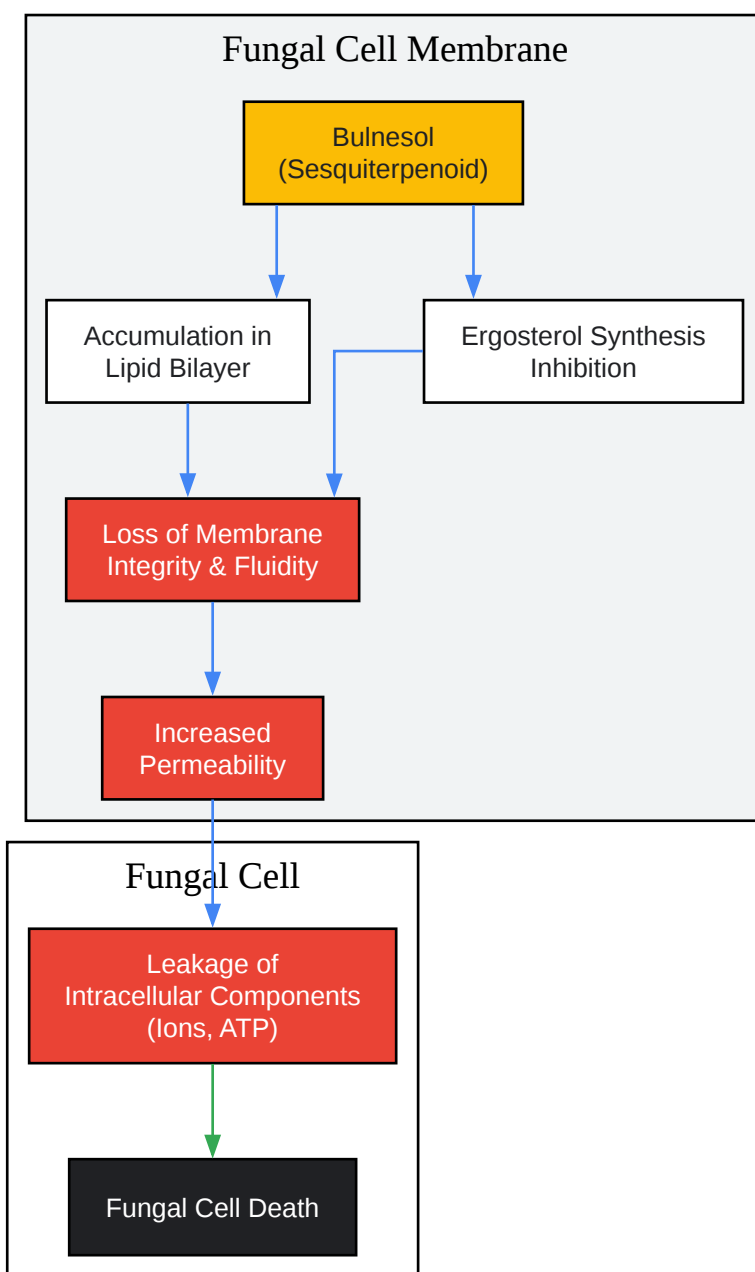 Fungal Cell Membrane
Bulnesol
(Sesquiterpenoid)
Accumulation in
Lipid Bilayer
Ergosterol Synthesis
Inhibition
Loss of Membrane
Integrity & Fluidity
Increased
Permeability
Fungal Cell
Leakage of
Intracellular Components
(Ions, ATP)
Fungal Cell Death